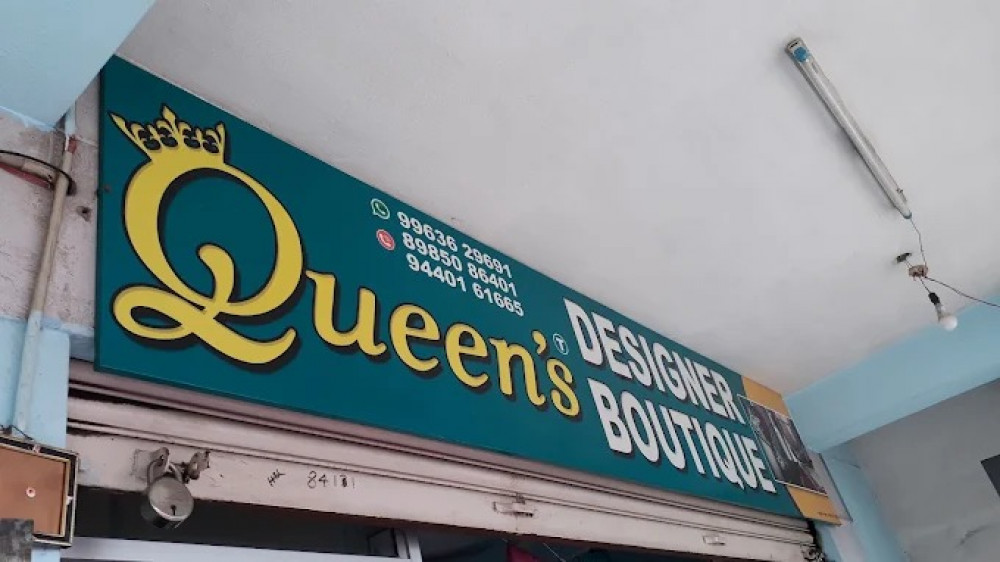 99636 29691
89850 86401
94401 61665
Queen's
DESIGNER
BOUTIQUE